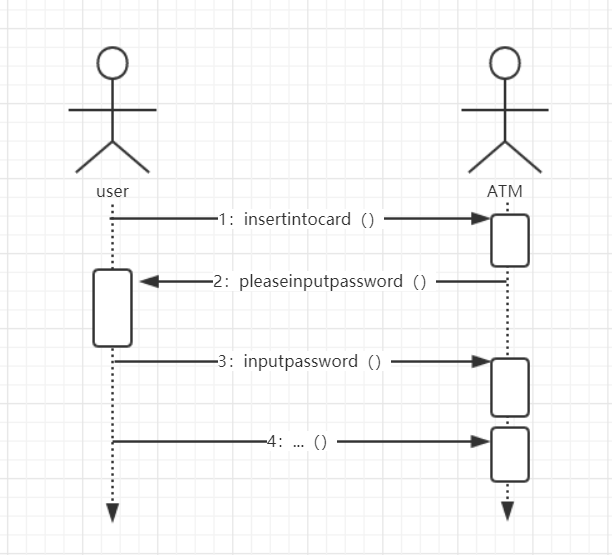 user
ATM
1: insertintocard（）
2: pleaseinputpassword（）
3: inputpassword（）
4: ...（）